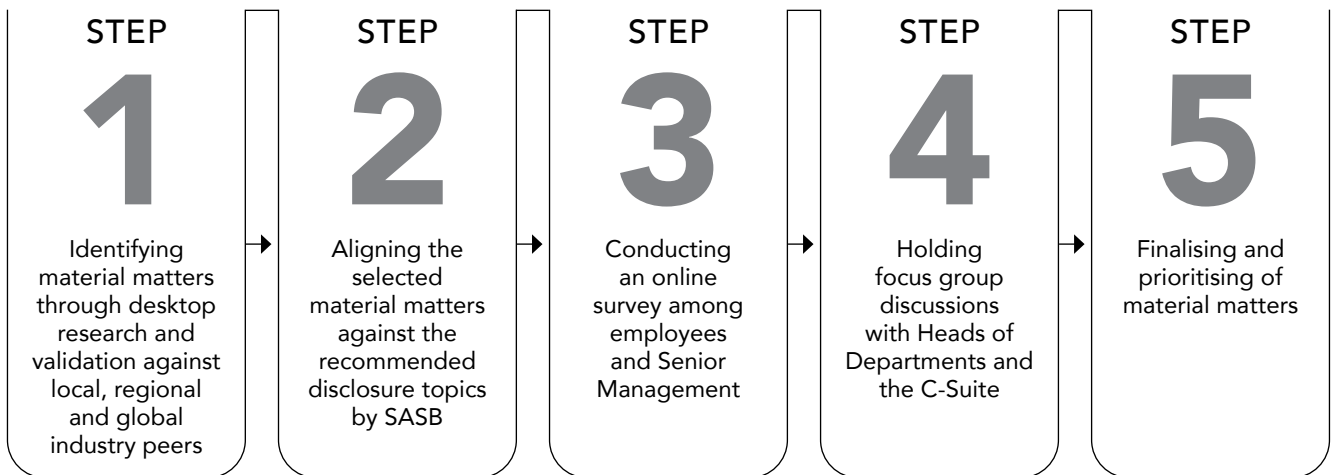 STEP
1
Identifying
material matters
through desktop
research and
validation against
local, regional
and global
industry peers
STEP
2
Aligning the
selected
material matters
against the
recommended
disclosure topics
by SASB
STEP
3
Conducting
an online
survey among
employees
and Senior
Management
STEP
4
Holding
focus group
discussions
with Heads of
Departments and
the C-Suite
STEP
5
Finalising and
prioritising of
material matters